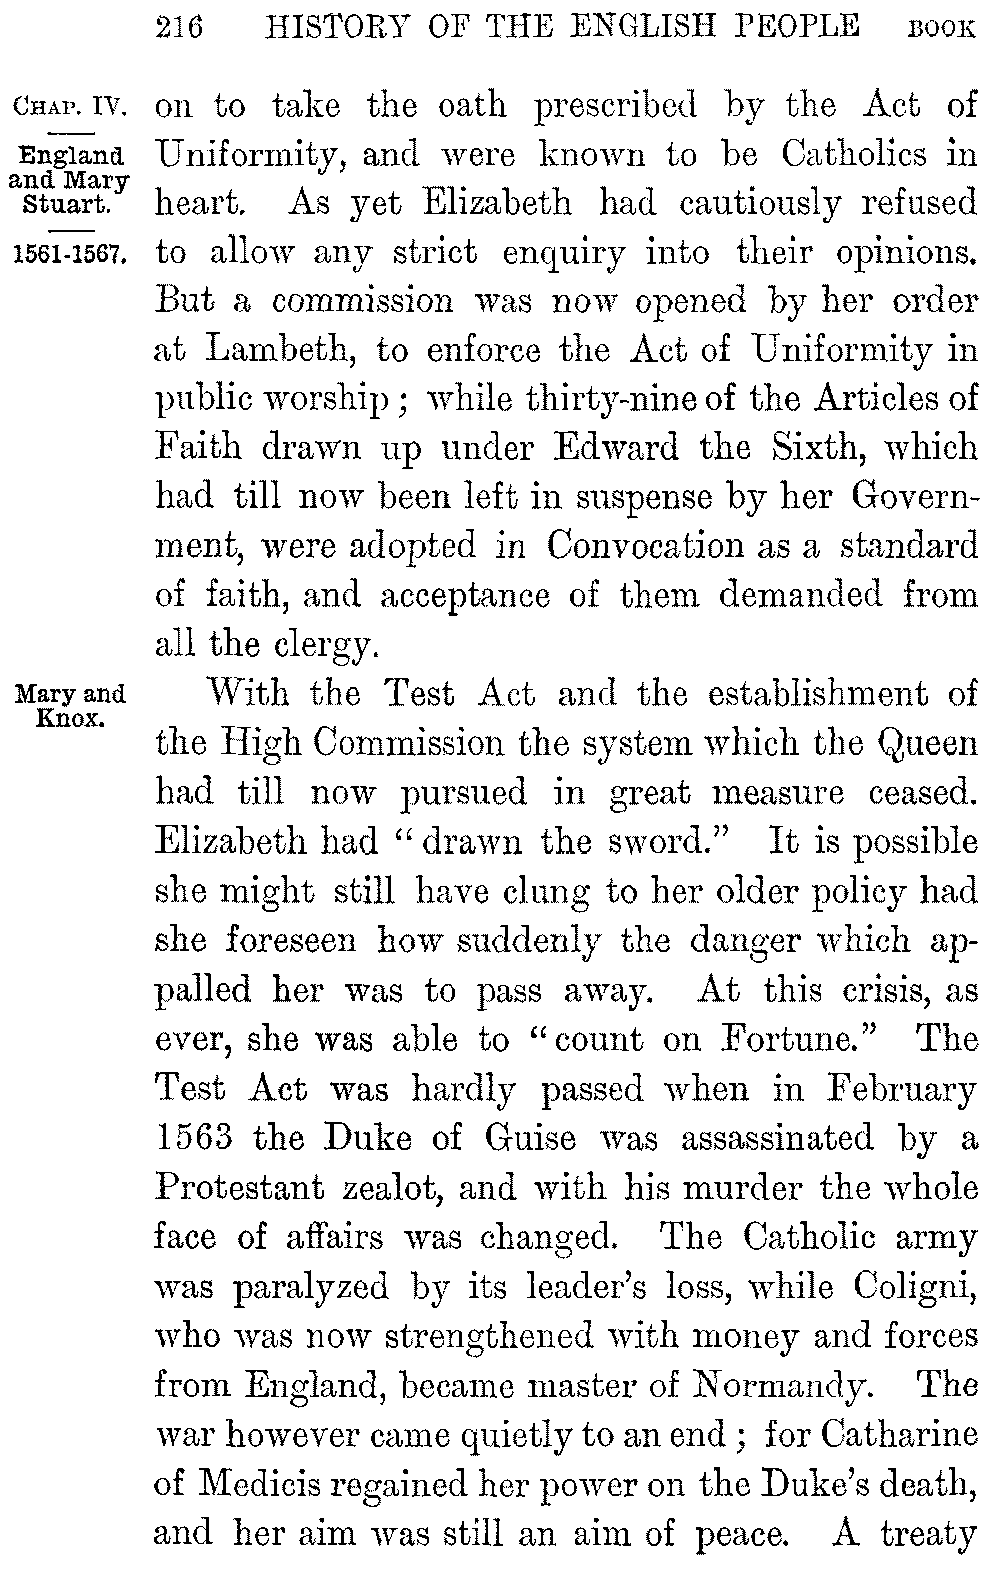 216 HISTORY OF THE ENGLISH PEOPLE BOOK
CHAP. IV.
England
and Mary
Stuart.
1561-1567.
on to take the oath prescribed by the Act of
Uniformity, and were known to be Catholics in
heart. As yet Elizabeth had cautiously refused
to allow any strict enquiry into their opinions.
But a commission was now opened by her order
at Lambeth, to enforce the Act of Uniformity in
public worship ; while thirty-nine of the Articles of
Faith drawn up under Edward the Sixth, which
had till now been left in suspense by her Govern-
ment, were adopted in Convocation as a standard
of faith, and acceptance of them demanded from
all the clergy.
Mary and
Knox.
With the Test Act and the establishment of
the High Commission the system which the Queen
had till now pursued in great measure ceased.
Elizabeth had “ drawn the sword.” It is possible
she might still have clung to her older policy had
she foreseen how suddenly the danger which ap-
palled her was to pass away. At this crisis, as
ever, she was able to “ count on Fortune.” The
Test Act was hardly passed when in February
1563 the Duke of Guise was assassinated by a
Protestant zealot, and with his murder the whole
face of affairs was changed. The Catholic army
was paralyzed by its leader’s loss, while Coligni,
who was now strengthened with money and forces
from England, became master of Normandy. The
war however came quietly to an end ; for Catharine
of Medicis regained her power on the Duke’s death,
and her aim was still an aim of peace. A treaty